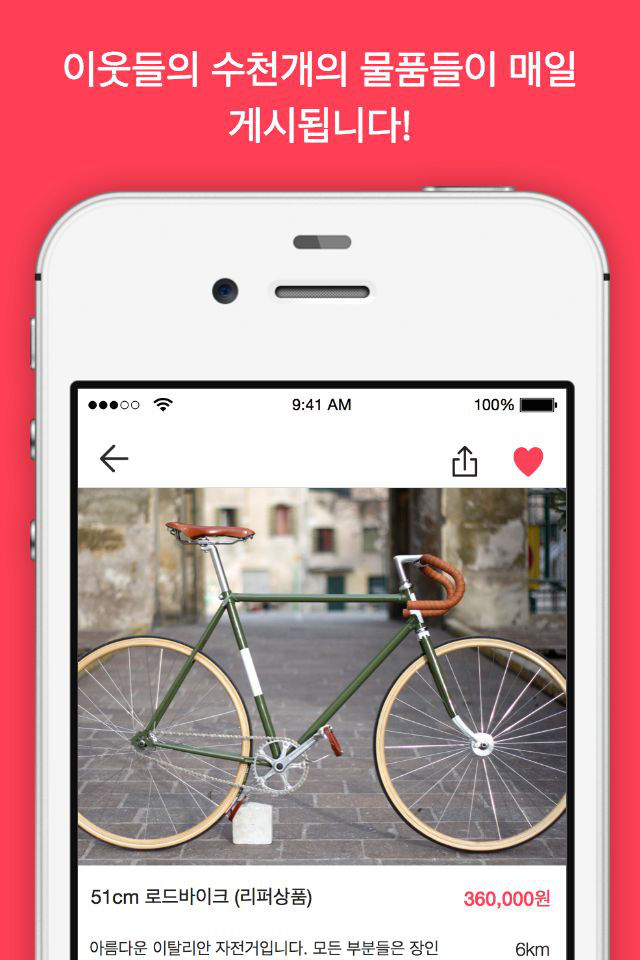 이웃들의 수천개의 물품들이 매일
게시됩니다!
9:41 AM
100%
51cm 로드바이크 (리퍼상품)
360,000원
아름다운 이탈리안 자전거입니다. 모든 부분들은 장인
6km